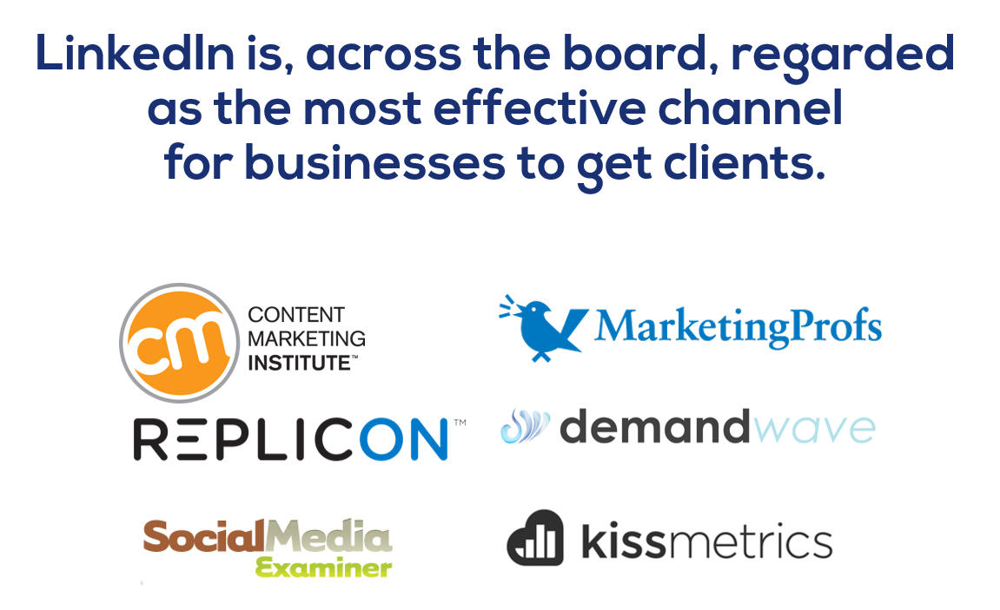 LinkedIn is, across the board, regarded
as the most effective channel
for businesses to get clients.
cm
CONTENT
MARKETING
INSTITUTE™
MarketingProfs
REPLICON™
demandwave
SocialMedia
Examiner
kissmetrics